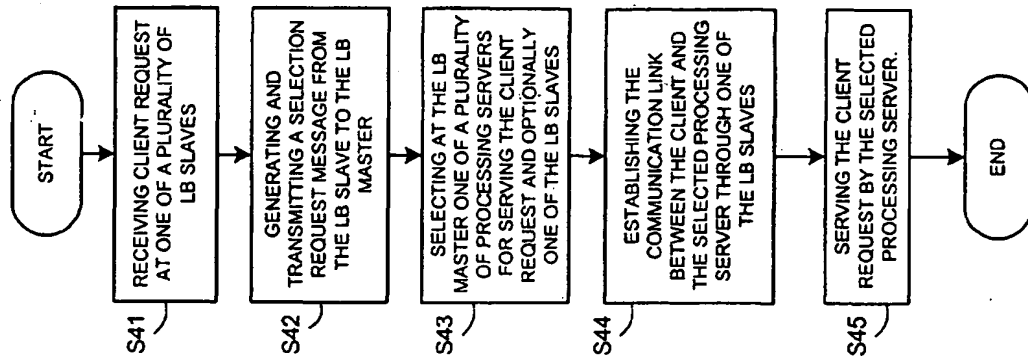 START
S41
RECEIVING CLIENT REQUEST
AT ONE OF A PLURALITY OF
LB SLAVES
S42
GENERATING AND
TRANSMITTING A SELECTION
REQUEST MESSAGE FROM
THE LB SLAVE TO THE LB
MASTER
S43
SELECTING AT THE LB
MASTER ONE OF A PLURALITY
OF PROCESSING SERVERS
FOR SERVING THE CLIENT
REQUEST AND OPTIONALLY
ONE OF THE LB SLAVES
S44
ESTABLISHING THE
COMMUNICATION LINK
BETWEEN THE CLIENT AND
THE SELECTED PROCESSING
SERVER THROUGH ONE OF
THE LB SLAVES
S45
SERVING THE CLIENT
REQUEST BY THE SELECTED
PROCESSING SERVER.
END